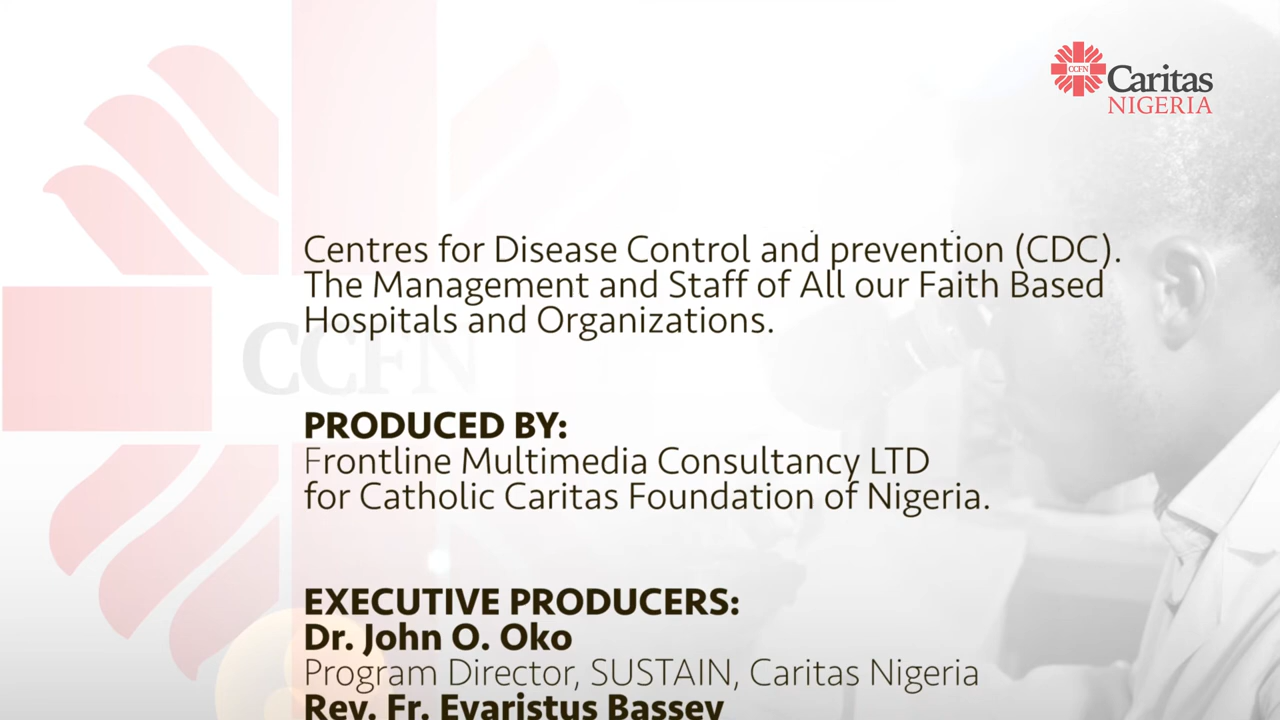 CCFN
Caritas
NIGERIA
Centres for Disease Control and prevention (CDC).
The Management and Staff of All our Faith Based
Hospitals and Organizations.
CCFN
PRODUCED BY:
Frontline Multimedia Consultancy LTD
for Catholic Caritas Foundation of Nigeria.
EXECUTIVE PRODUCERS:
Dr. John O. Oko
Program Director, SUSTAIN, Caritas Nigeria
Rev. Fr. Evaristus Bassey